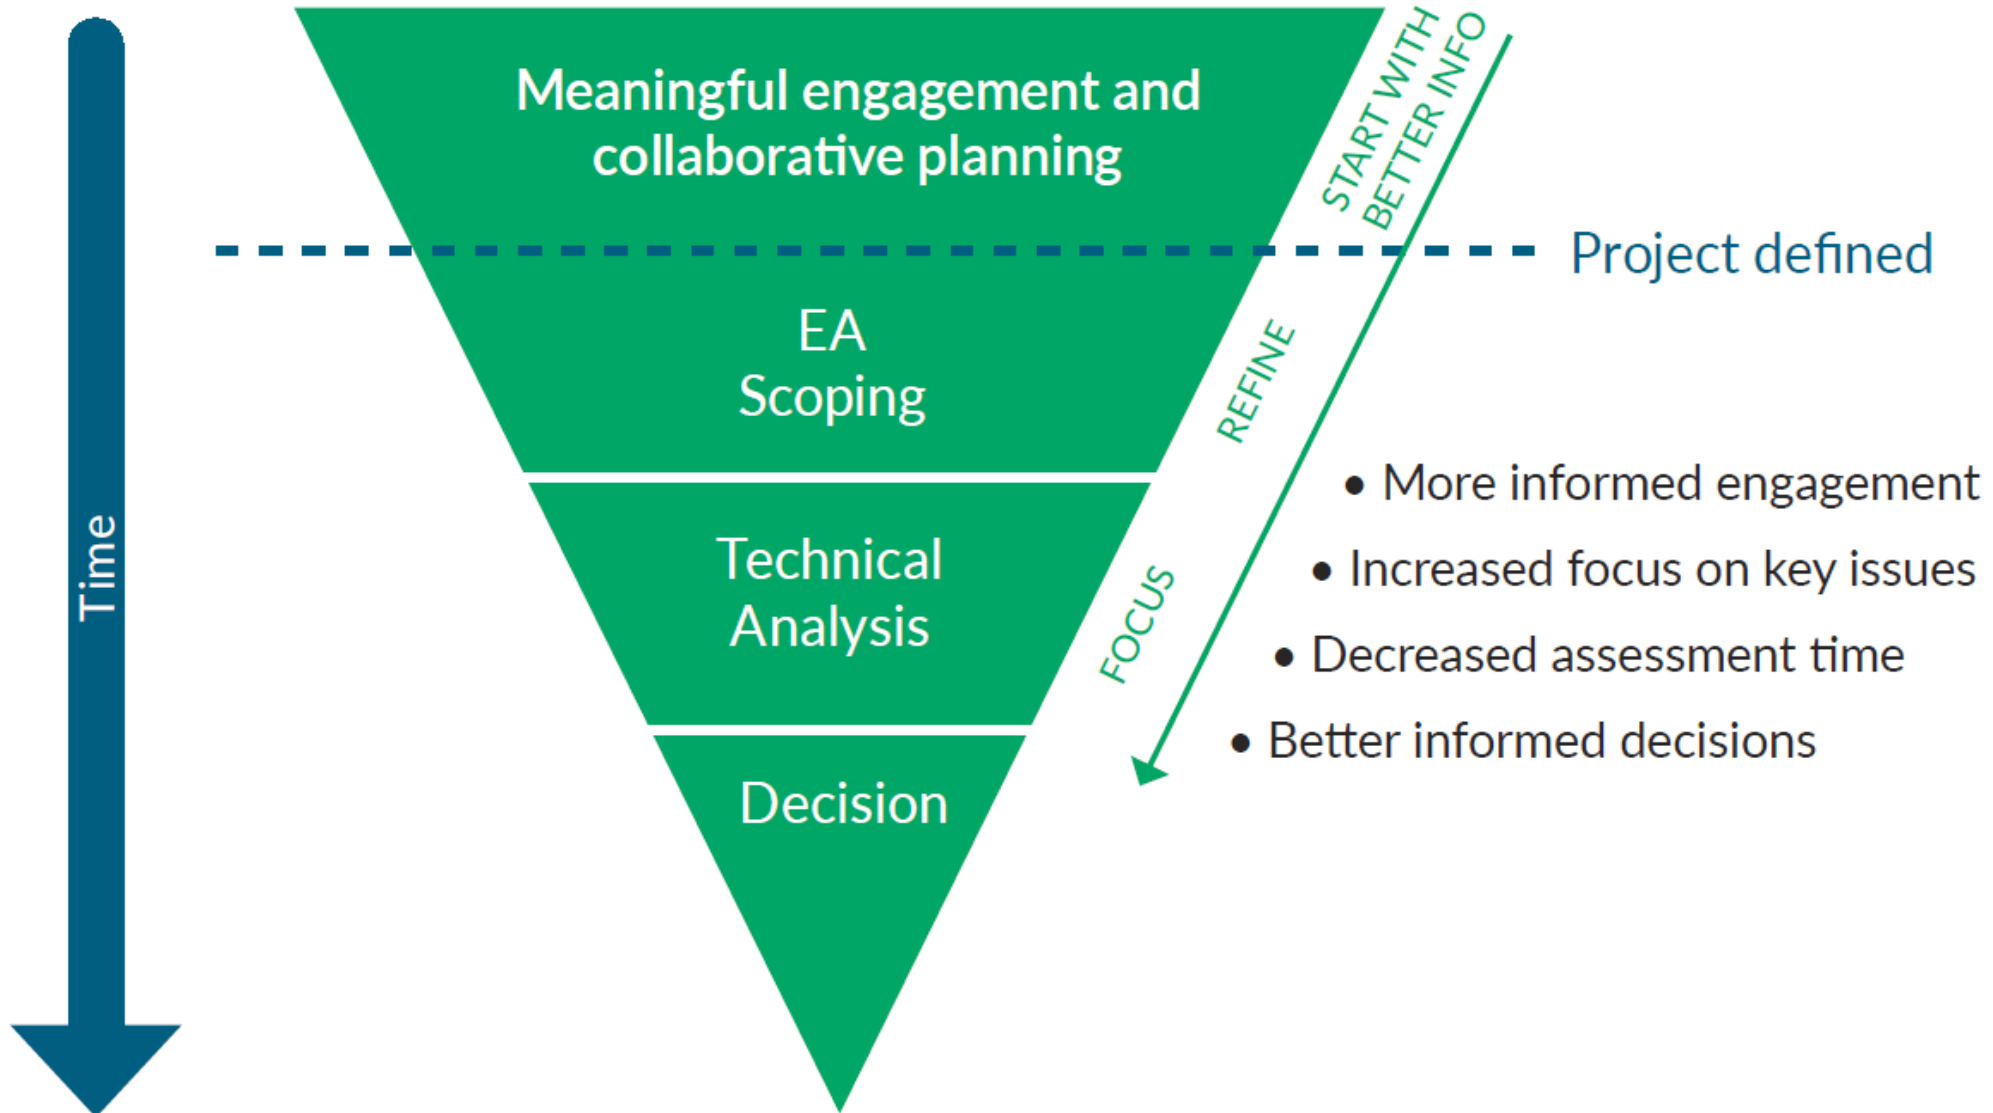 Meaningful engagement and
collaborative planning
START WITH
BETTER INFO
Project defined
EA
Scoping
REFINE
• More informed engagement
Technical
Analysis
FOCUS
• Increased focus on key issues
• Decreased assessment time
• Better informed decisions
Decision
Time